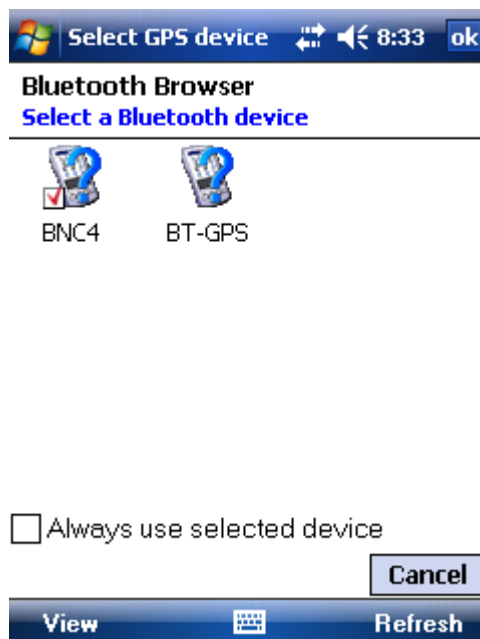 Select GPS device 8:33 ok
Bluetooth Browser
Select a Bluetooth device
BNC4 BT-GPS
Always use selected device
Cancel
View Refresh